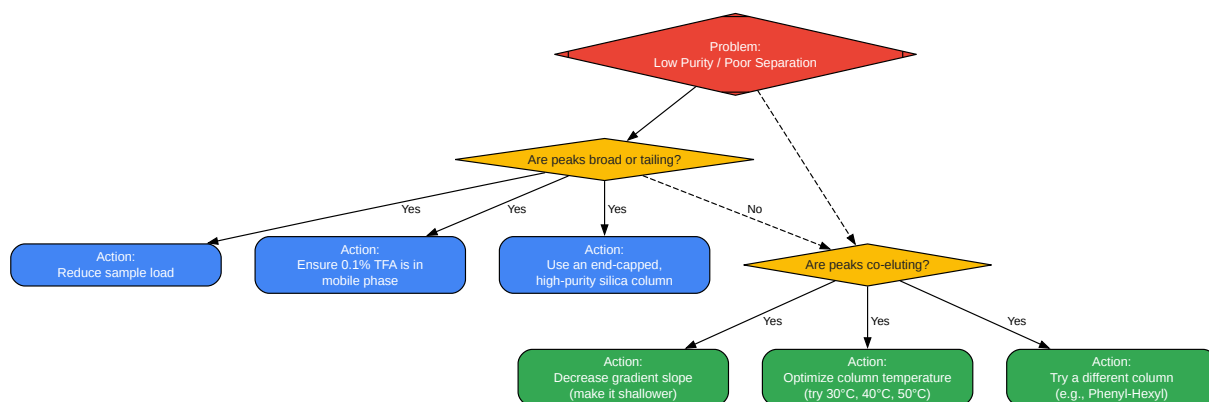 Problem:
Low Purity / Poor Separation
Are peaks broad or tailing?
Yes
Yes
Yes
No
Action:
Reduce sample load
Action:
Ensure 0.1% TFA is in
mobile phase
Action:
Use an end-capped,
high-purity silica column
Are peaks co-eluting?
Yes
Yes
Yes
Action:
Decrease gradient slope
(make it shallower)
Action:
Optimize column temperature
(try 30°C, 40°C, 50°C)
Action:
Try a different column
(e.g., Phenyl-Hexyl)